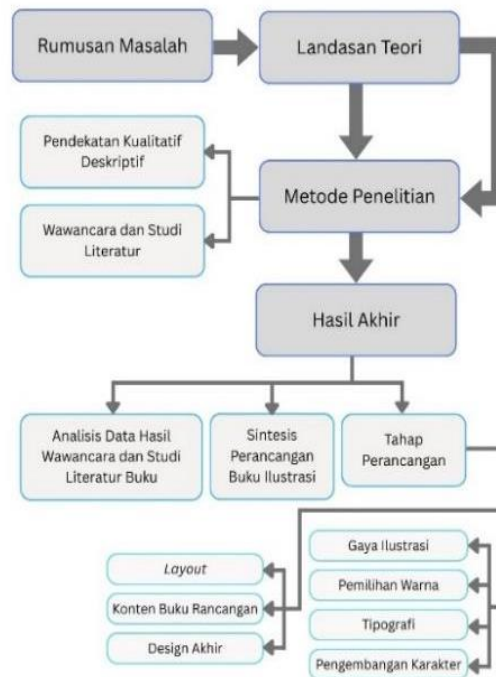 Rumusan Masalah
Landasan Teori
Pendekatan Kualitatif
Deskriptif
Metode Penelitian
Wawancara dan Studi
Literatur
Hasil Akhir
Analisis Data Hasil
Wawancara dan Studi
Literatur Buku
Sintesis
Perancangan
Buku Ilustrasi
Tahap
Perancangan
Layout
Konten Buku Rancangan
Design Akhir
Gaya Ilustrasi
Pemilihan Warna
Tipografi
Pengembangan Karakter